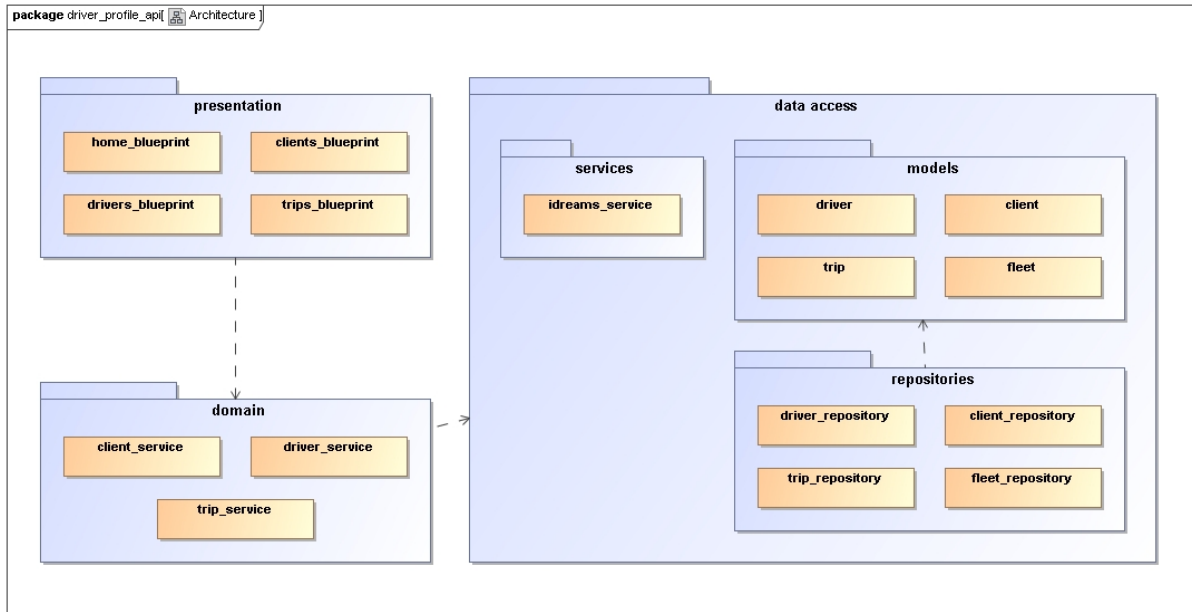 package driver_profile_api[ Architecture ]
presentation
home_blueprint
clients_blueprint
drivers_blueprint
trips_blueprint
domain
client_service
driver_service
trip_service
data access
services
idreams_service
models
driver
client
trip
fleet
repositories
driver_repository
client_repository
trip_repository
fleet_repository